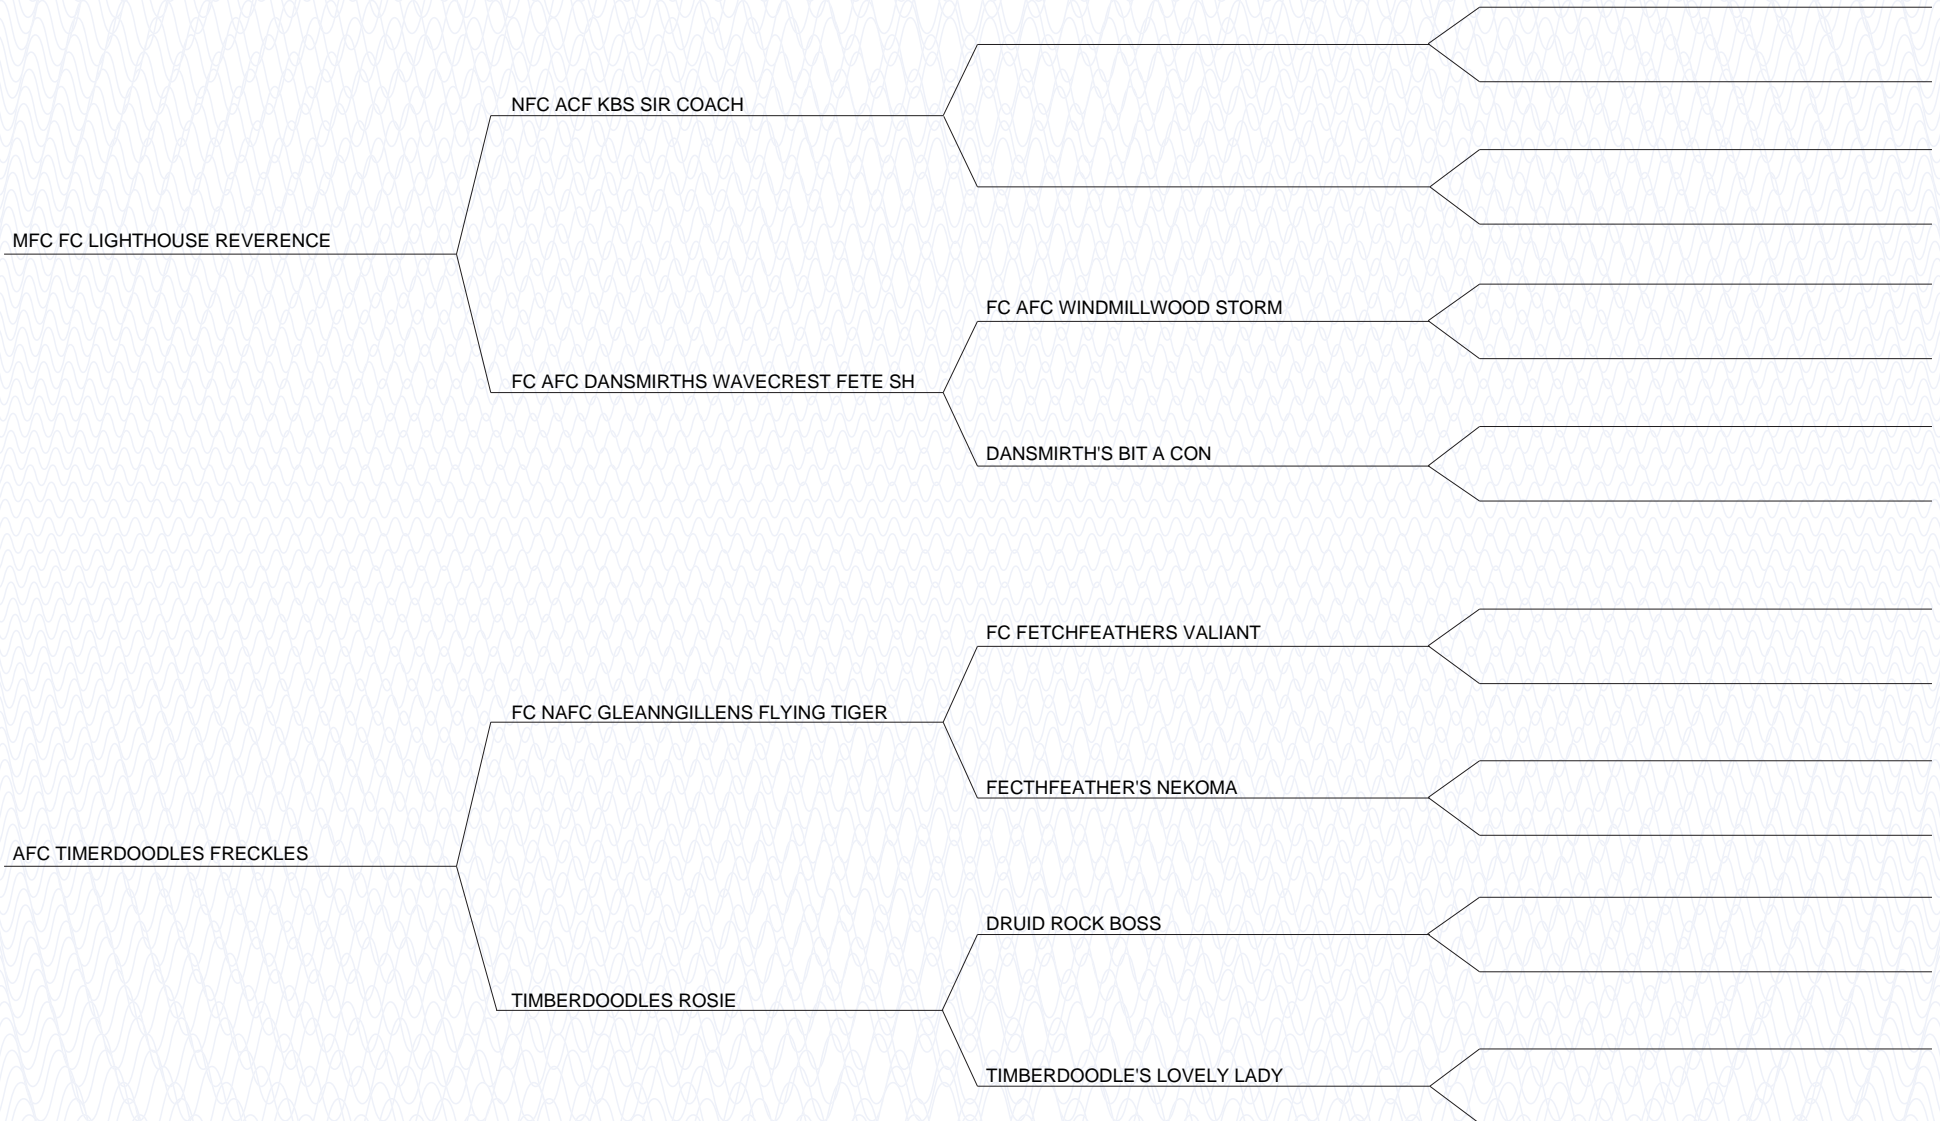 NFC ACF KBS SIR COACH
MFC FC LIGHTHOUSE REVERENCE
FC AFC WINDMILLWOOD STORM
FC AFC DANSMIRTHS WAVECREST FETE SH
DANSMIRTH'S BIT A CON
FC FETCHFEATHERS VALIANT
FC NAFC GLEANNGILLENS FLYING TIGER
FECTHFEATHER'S NEKOMA
AFC TIMERDOODLES FRECKLES
DRUID ROCK BOSS
TIMBERDOODLES ROSIE
TIMBERDOODLE'S LOVELY LADY